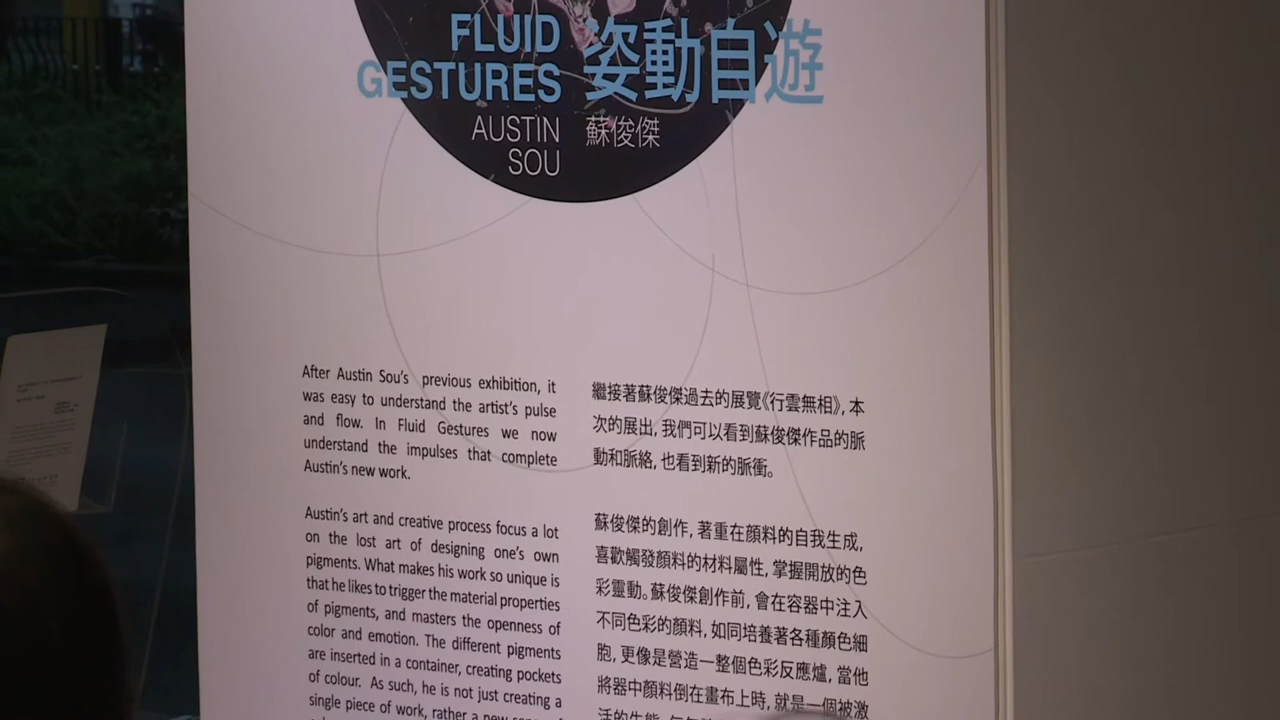 FLUID
GESTURES
姿動自遊
AUSTIN
SOU
蘇俊傑
After Austin Sou's previous exhibition, it
was easy to understand the artist's pulse
and flow. In Fluid Gestures we now
understand the impulses that complete
Austin's new work.
Austin's art and creative process focus a lot
on the lost art of designing one's own
pigments. What makes his work so unique is
that he likes to trigger the material properties
of pigments, and masters the openness of
color and emotion. The different pigments
are inserted in a container, creating pockets
of colour. As such, he is not just creating a
single piece of work, rather a new
繼接著蘇俊傑過去的展覽《行雲無相》, 本
次的展出, 我們可以看到蘇俊傑作品的脈
動和脈絡, 也看到新的脈衝。
蘇俊傑的創作, 著重在顔料的自我生成,
喜歡觸發顏料的材料屬性, 掌握開放的色
彩靈動。蘇俊傑創作前, 會在容器中注入
不同色彩的顏料, 如同培養著各種顏色細
胞, 更像是營造一整個色彩反應爐, 當他
將器中顏料倒在畫布上時, 就是一個被激
活的生態